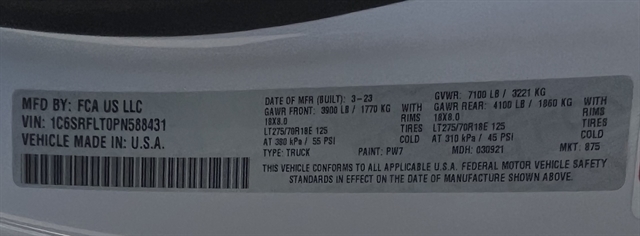 MFD BY: FCA US LLC
VIN: 1C6SRFLT0PN588431
VEHICLE MADE IN: U.S.A.
DATE OF MFR (BUILT): 3-23
GAWR FRONT: 3900 LB / 1770 KG WITH
18X8.0 RIMS
LT275/70R18E 125 TIRES
AT 380 kPa / 55 PSI COLD
TYPE: TRUCK PAINT: PW7
GVWR: 7100 LB / 3221 KG
GAWR REAR: 4100 LB / 1860 KG WITH
18X8.0 RIMS
LT275/70R18E 125 TIRES
AT 310 kPa / 45 PSI COLD
MDH: 030921 MKT: 875
THIS VEHICLE CONFORMS TO ALL APPLICABLE U.S.A. FEDERAL MOTOR VEHICLE SAFETY
STANDARDS IN EFFECT ON THE DATE OF MANUFACTURE SHOWN ABOVE.